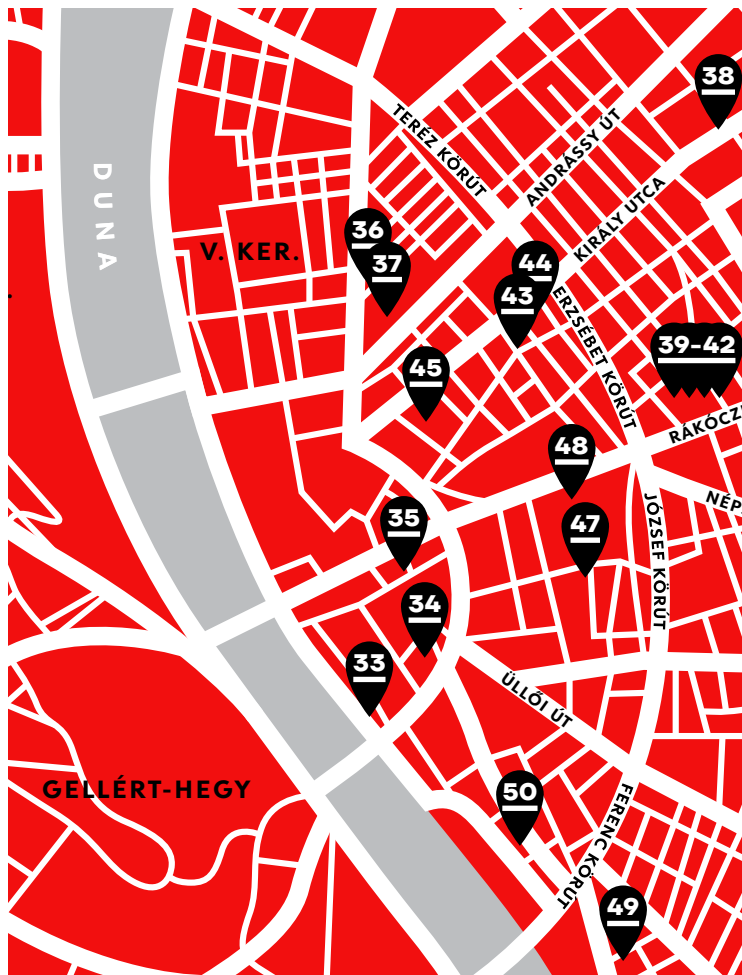 38
TERÉZ KÖRÚT
ANDRÁSSY ÚT
DUNA
KIRÁLY UTCA
36
V. KER.
37
44
43
ERZSÉBET KÖRÚT
39-42
45
RÁKÓCZ
48
NÉP
35
47
JÓZSEF KÖRÚT
34
33
ÜLLŐI ÚT
GELLÉRT-HEGY
50
FERENC KÖRÚT
49